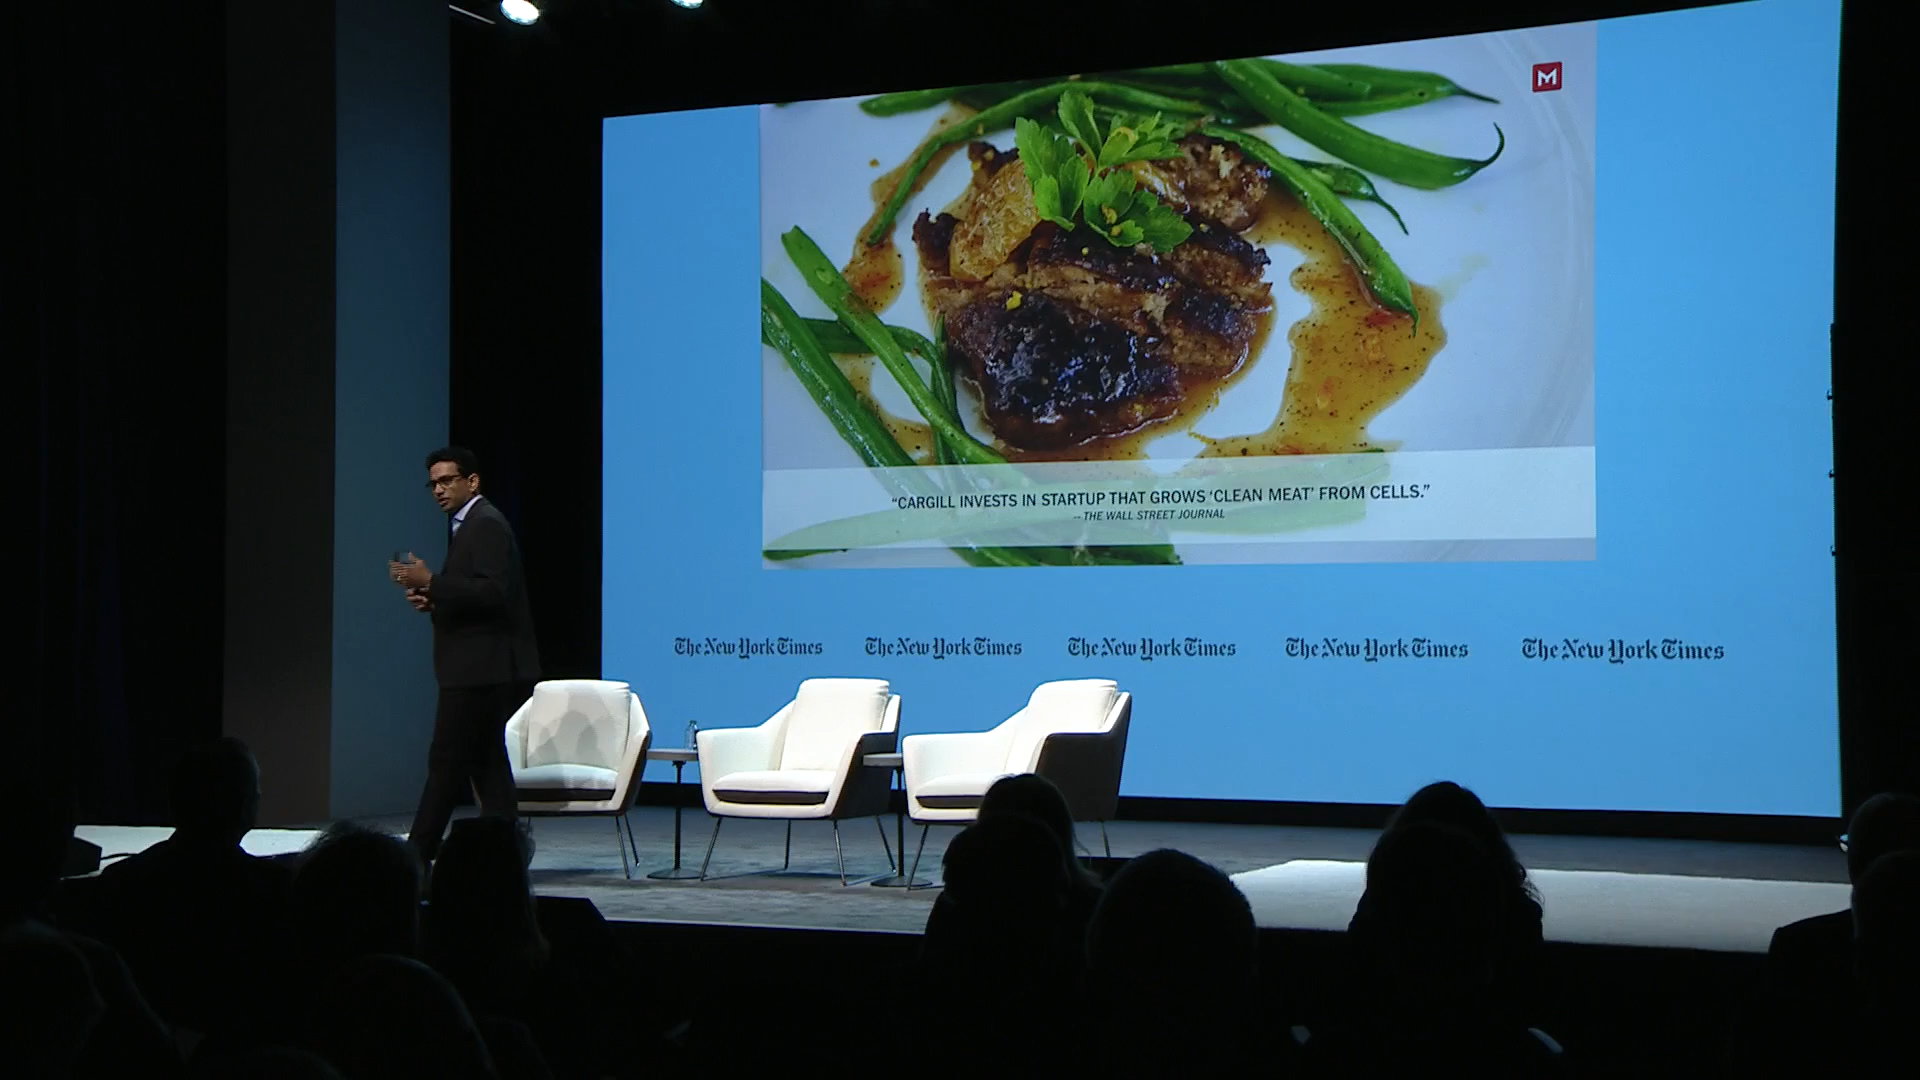 M
“CARGILL INVESTS IN STARTUP THAT GROWS ‘CLEAN MEAT’ FROM CELLS.”
-- THE WALL STREET JOURNAL
The New York Times The New York Times The New York Times The New York Times The New York Times